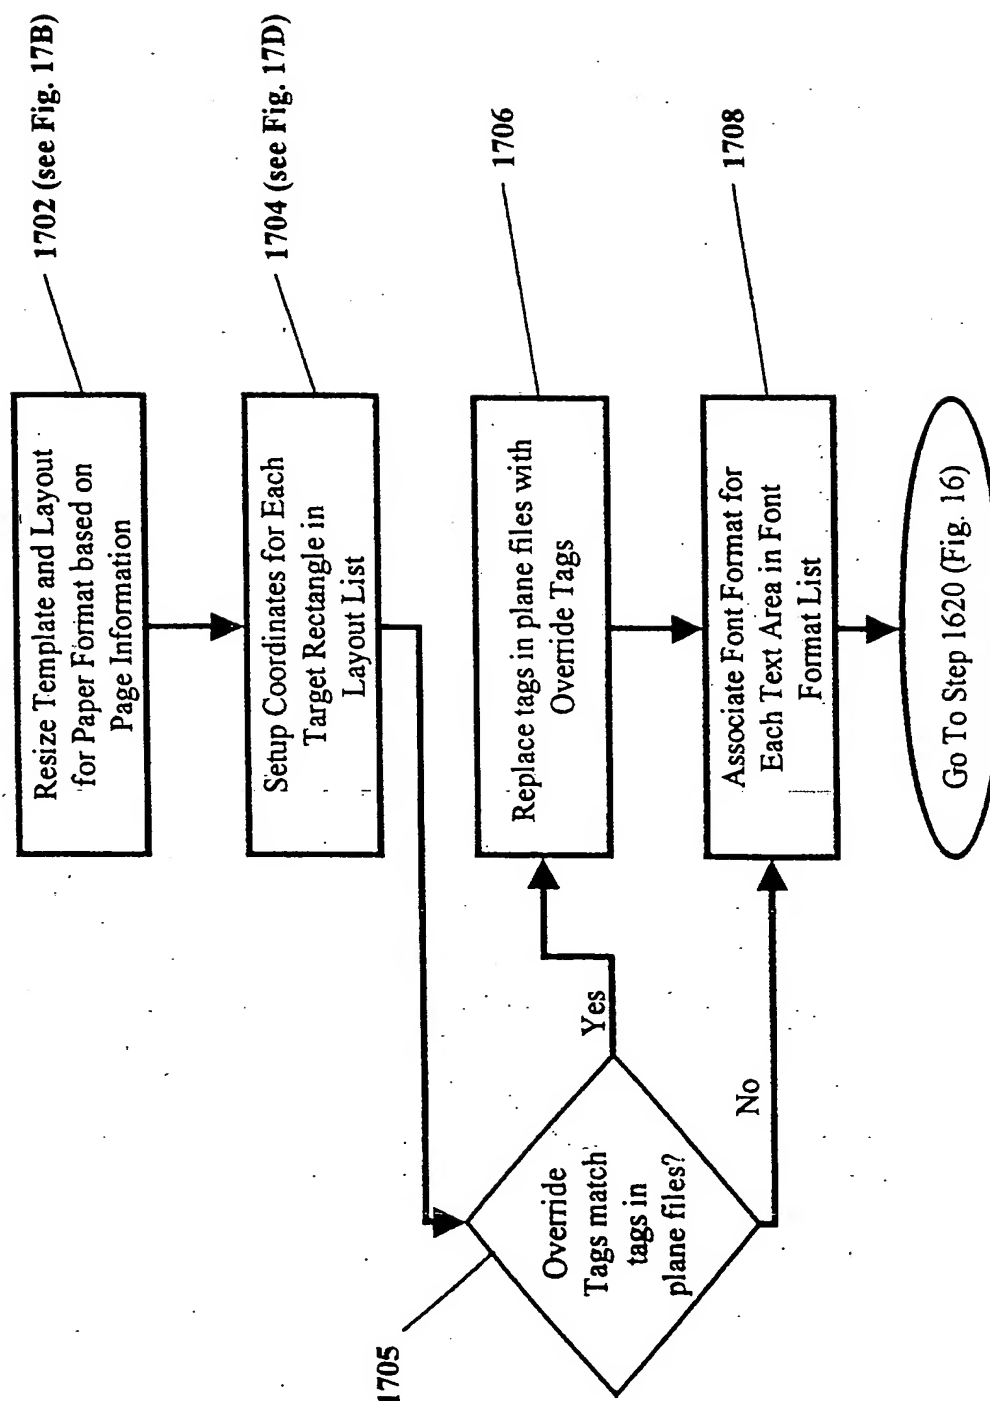 Resize Template and Layout
for Paper Format based on
Page Information
1702 (see Fig. 17B)
Setup Coordinates for Each
Target Rectangle in
Layout List
1704 (see Fig. 17D)
1705
Override
Tags match
tags in
plane files?
Yes
No
Replace tags in plane files with
Override Tags
1706
Associate Font Format for
Each Text Area in Font
Format List
1708
Go To Step 1620 (Fig. 16)